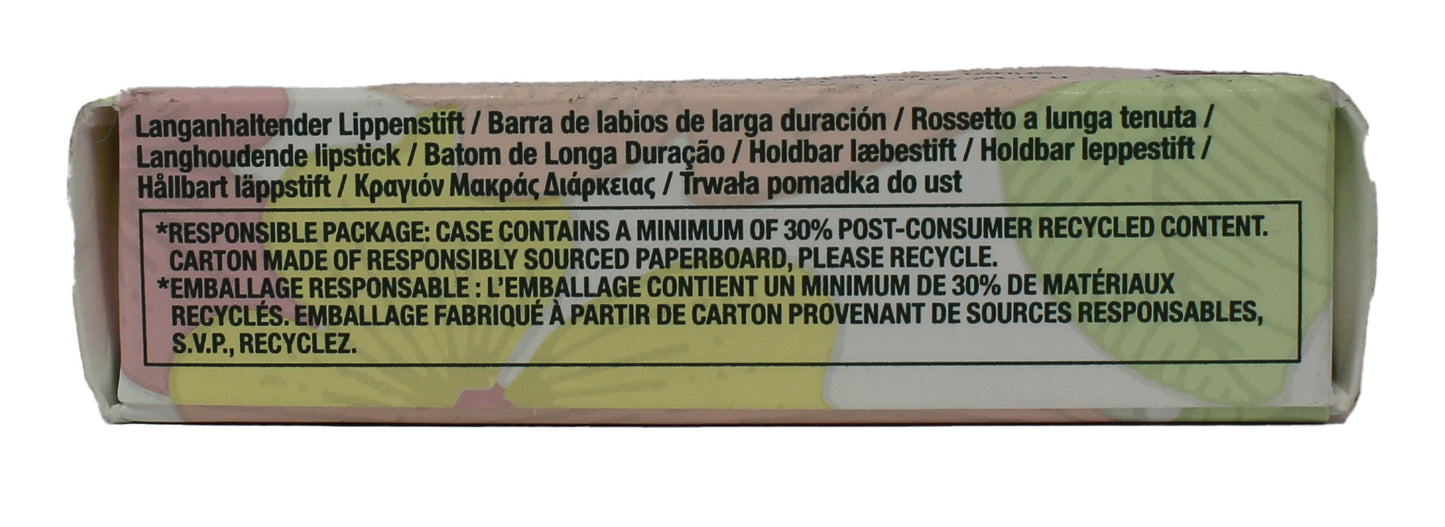 Langanhaltender Lippenstift / Barra de labios de larga duración / Rossetto a lunga tenuta /
Langhoudende lipstick / Batom de Longa Duração / Holdbar læbestift / Holdbar leppestift /
Hållbart läppstift / Κραγιόν Μακράς Διάρκειας / Trwała pomadka do ust
*RESPONSIBLE PACKAGE: CASE CONTAINS A MINIMUM OF 30% POST-CONSUMER RECYCLED CONTENT.
CARTON MADE OF RESPONSIBLY SOURCED PAPERBOARD, PLEASE RECYCLE.
*EMBALLAGE RESPONSABLE : L'EMBALLAGE CONTIENT UN MINIMUM DE 30% DE MATÉRIAUX
RECYCLÉS. EMBALLAGE FABRIQUÉ À PARTIR DE CARTON PROVENANT DE SOURCES RESPONSABLES,
S.V.P., RECYCLEZ.